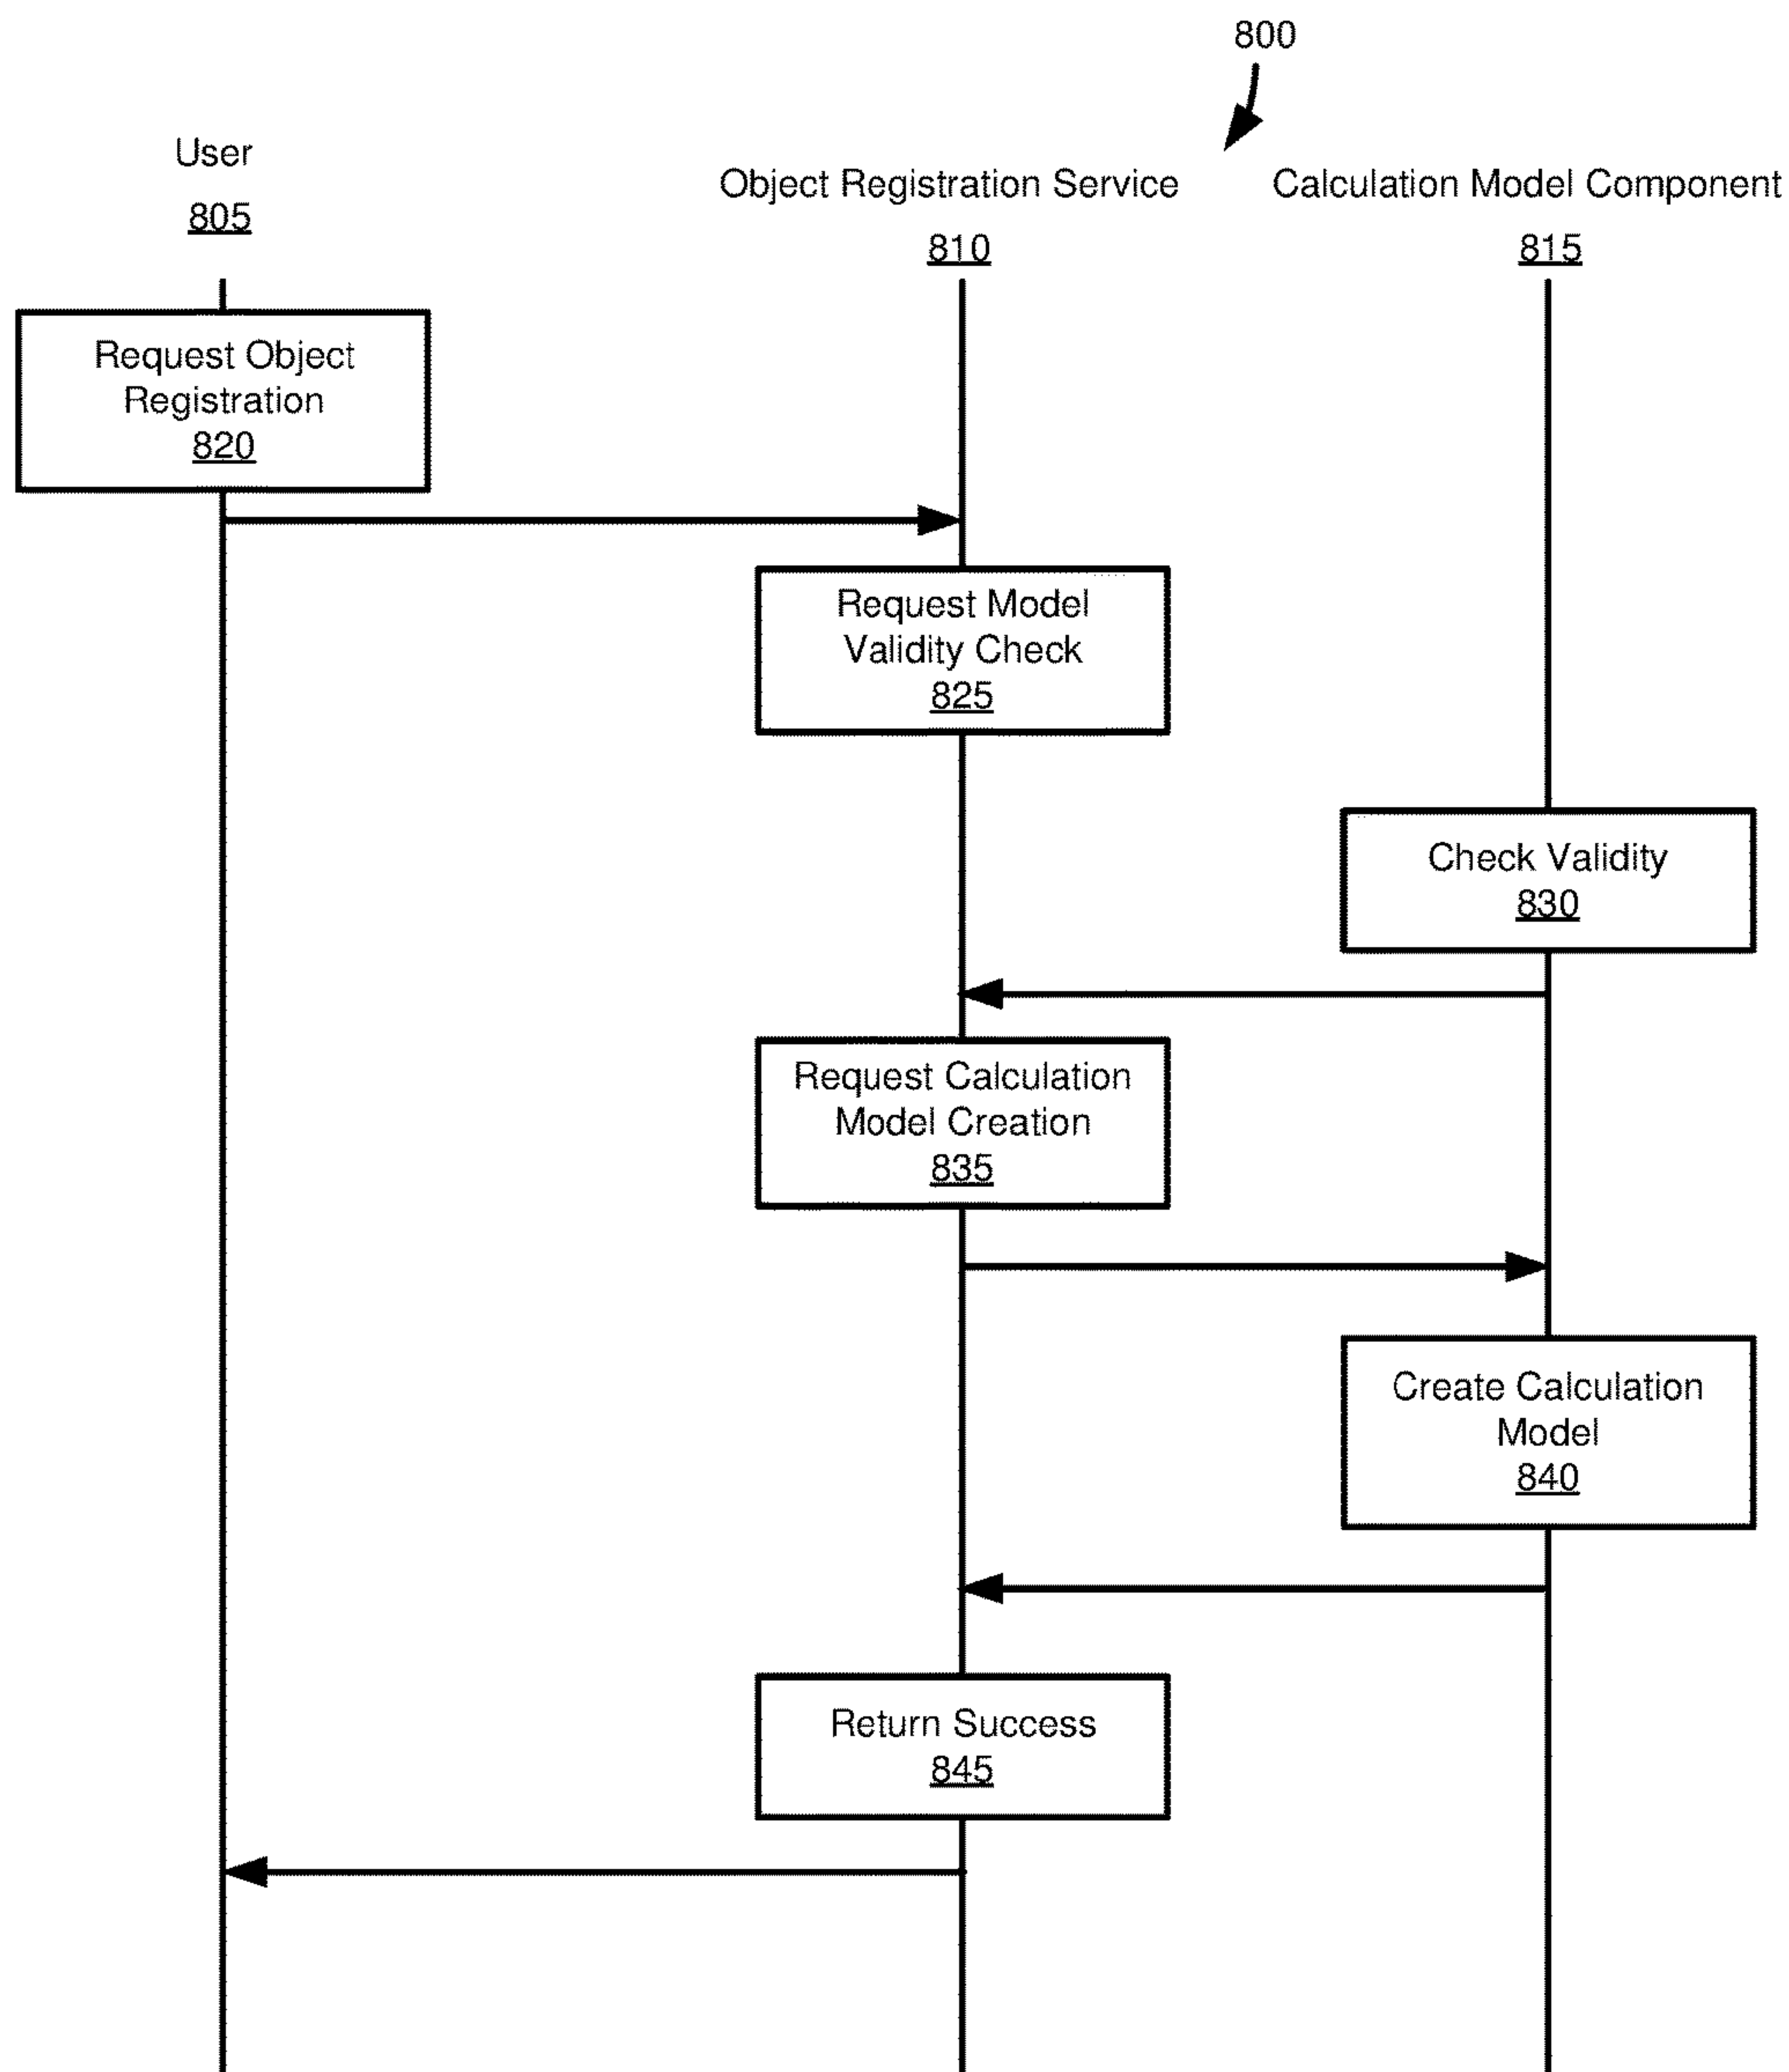 800
User
805
Object Registration Service
810
Calculation Model Component
815
Request Object
Registration
820
Request Model
Validity Check
825
Check Validity
830
Request Calculation
Model Creation
835
Create Calculation
Model
840
Return Success
845